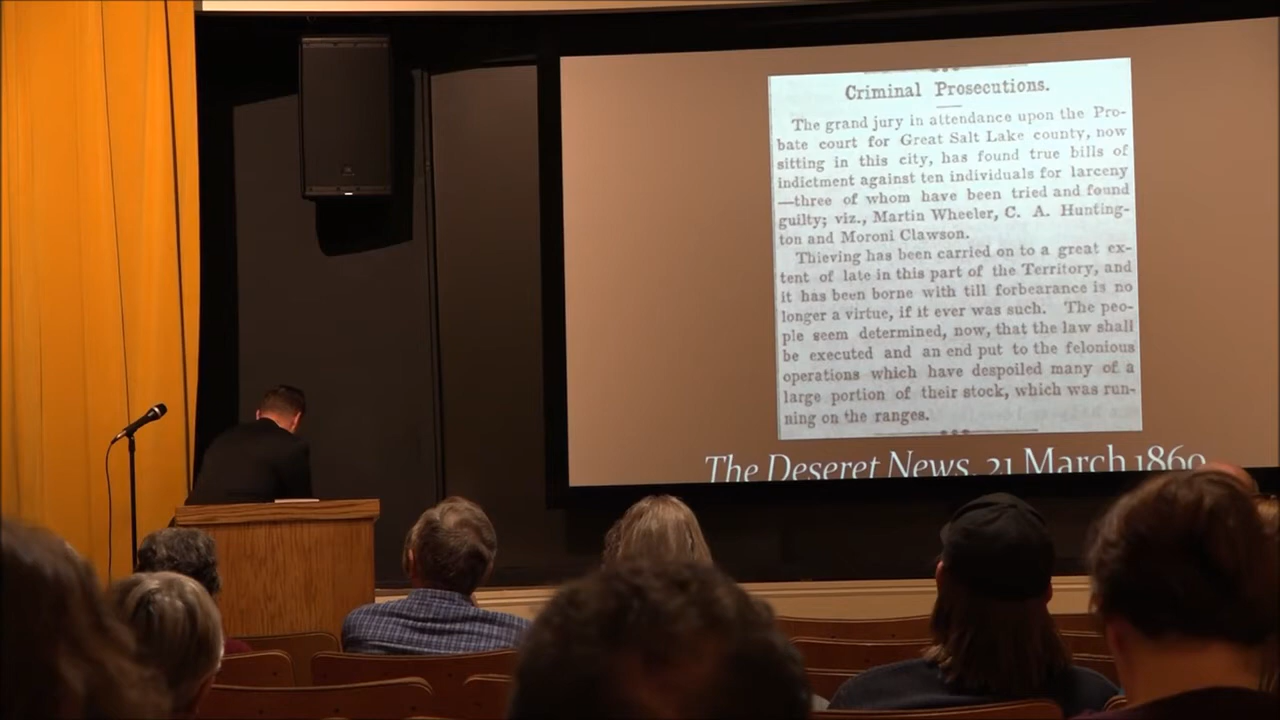 Criminal Prosecutions.
The grand jury in attendance upon the Pro-
bate court for Great Salt Lake county, now
sitting in this city, has found true bills of
indictment against ten individuals for larceny
—three of whom have been tried and found
guilty; viz., Martin Wheeler, C. A. Hunting-
ton and Moroni Clawson.
Thieving has been carried on to a great ex-
tent of late in this part of the Territory, and
it has been borne with till forbearance is no
longer a virtue, if it ever was such. The peo-
ple seem determined, now, that the law shall
be executed and an end put to the felonious
operations which have despoiled many of a
large portion of their stock, which was run-
ning on the ranges.
The Deseret News, 21 March 1860